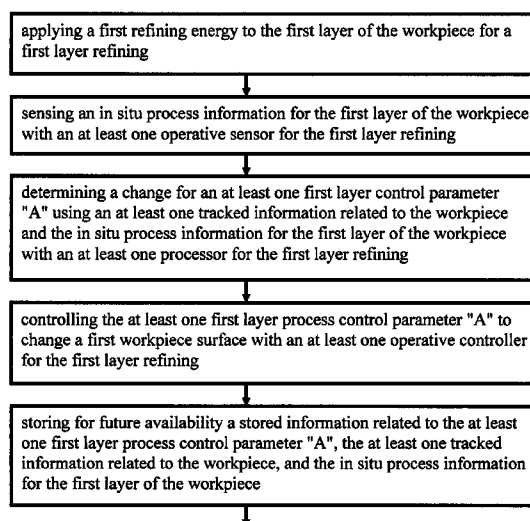 applying a first refining energy to the first layer of the workpiece for a
first layer refining
sensing an in situ process information for the first layer of the workpiece
with an at least one operative sensor for the first layer refining
determining a change for an at least one first layer control parameter
"A" using an at least one tracked information related to the workpiece
and the in situ process information for the first layer of the workpiece
with an at least one processor for the first layer refining
controlling the at least one first layer process control parameter "A" to
change a first workpiece surface with an at least one operative controller
for the first layer refining
storing for future availability a stored information related to the at least
one first layer process control parameter "A", the at least one tracked
information related to the workpiece, and the in situ process information
for the first layer of the workpiece